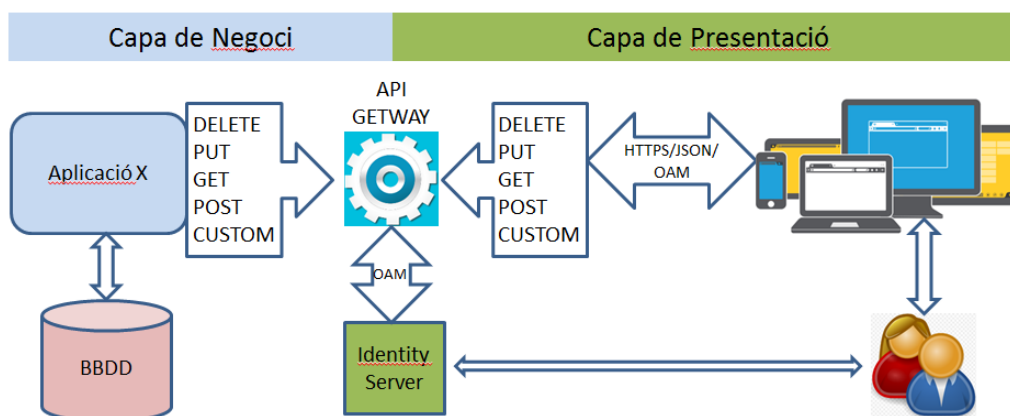 Capa de Negoci
Capa de Presentació
API
GETWAY
Aplicació X
DELETE
PUT
GET
POST
CUSTOM
DELETE
PUT
GET
POST
CUSTOM
HTTPS/JSON/
OAM
OAM
BBDD
Identity
Server